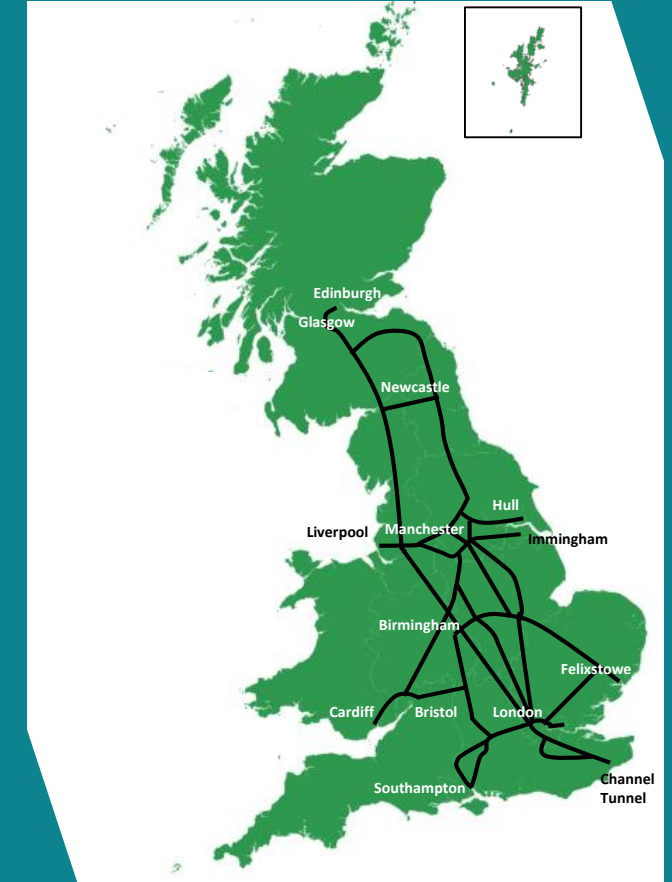 Edinburgh
Glasgow
Newcastle
Hull
Liverpool
Manchester
Immingham
Birmingham
Felixstowe
Cardiff
Bristol
London
Channel
Tunnel
Southampton